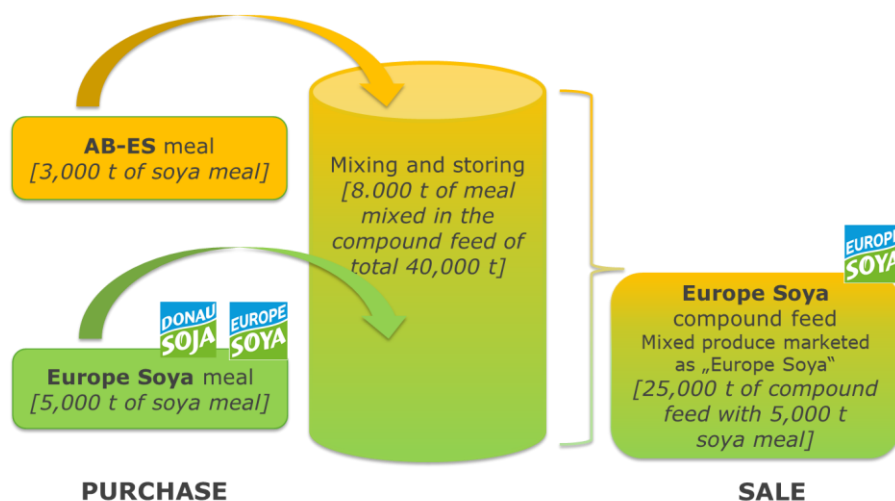 AB-ES meal
[3,000 t of soya meal]
Mixing and storing
[8.000 t of meal
mixed in the
compound feed of
total 40,000 t]
DONAU
SOJA
EUROPE
SOYA
Europe Soya meal
[5,000 t of soya meal]
EUROPE
SOYA
Europe Soya
compound feed
Mixed produce marketed
as „Europe Soya“
[25,000 t of compound
feed with 5,000 t
soya meal]
PURCHASE
SALE